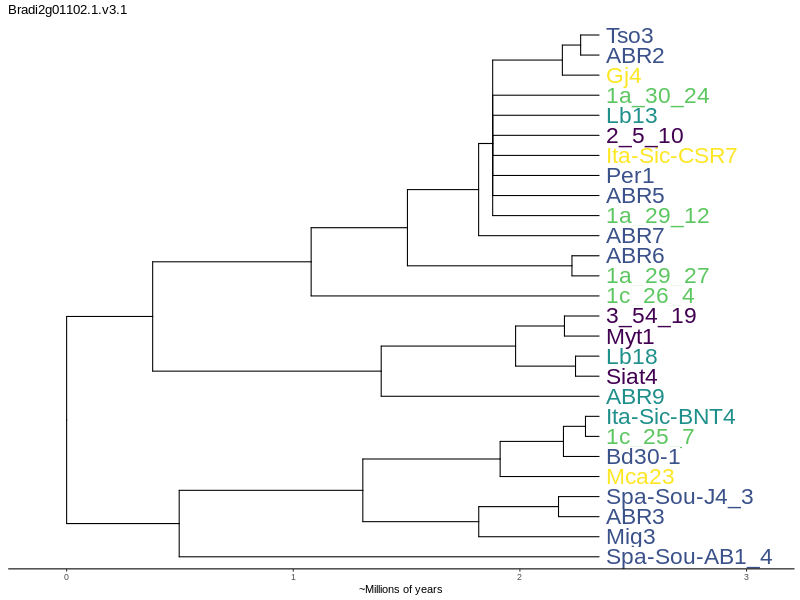 Bradi2g01102.1.v3.1
Tso3
ABR2
Gj4
1a_30_24
Lb13
2_5_10
Ita-Sic-CSR7
Per1
ABR5
1a_29_12
ABR7
ABR6
1a_29_27
1c_26_4
3_54_19
Myt1
Lb18
Siat4
ABR9
Ita-Sic-BNT4
1c_25_7
Bd30-1
Mca23
Spa-Sou-J4_3
ABR3
Mig3
Spa-Sou-AB1_4
0 1 2 3
~Millions of years